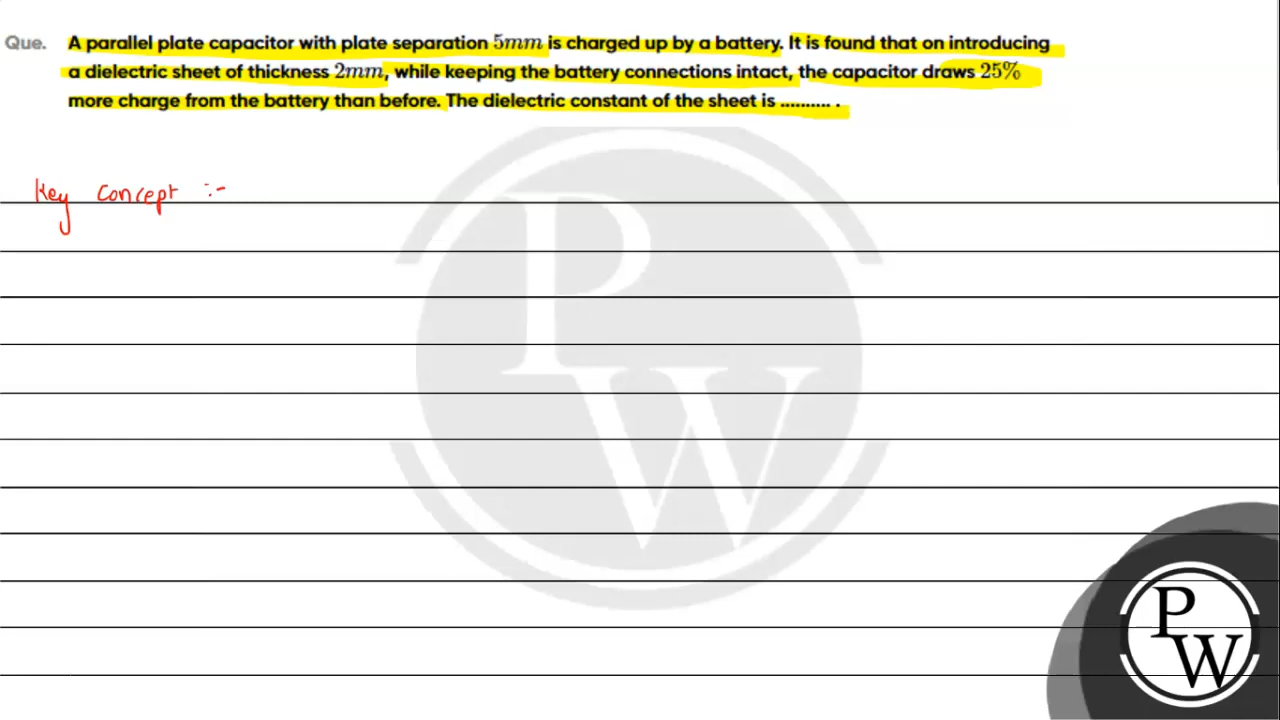 Que. A parallel plate capacitor with plate separation 5mm is charged up by a battery. It is found that on introducing
a dielectric sheet of thickness 2mm, while keeping the battery connections intact, the capacitor draws 25%
more charge from the battery than before. The dielectric constant of the sheet is .......... .
Key Concept :-
P
W
P
W